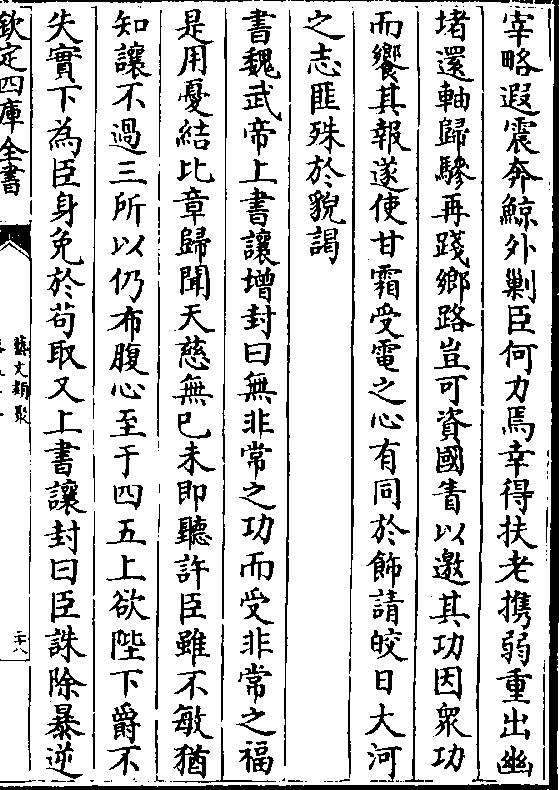 宰略遐震奔鯨外剿臣何力焉幸得扶老携弱重出幽
堵還軸歸驂再踐鄉路豈可資國眚以邀其功因衆功
而饗其報遂使甘霜受電之心有同於飾請皎日大河
之志匪殊於貌謁
書魏武帝上書讓增封曰無非常之功而受非常之福
是用憂結比章歸聞天慈無已未即聽許臣雖不敏猶
知讓不過三所以仍布腹心至于四五上欲陛下爵不
失實下為臣身免於苟取又上書讓封曰臣誅除暴逆
欽定四庫全書
藝文類聚